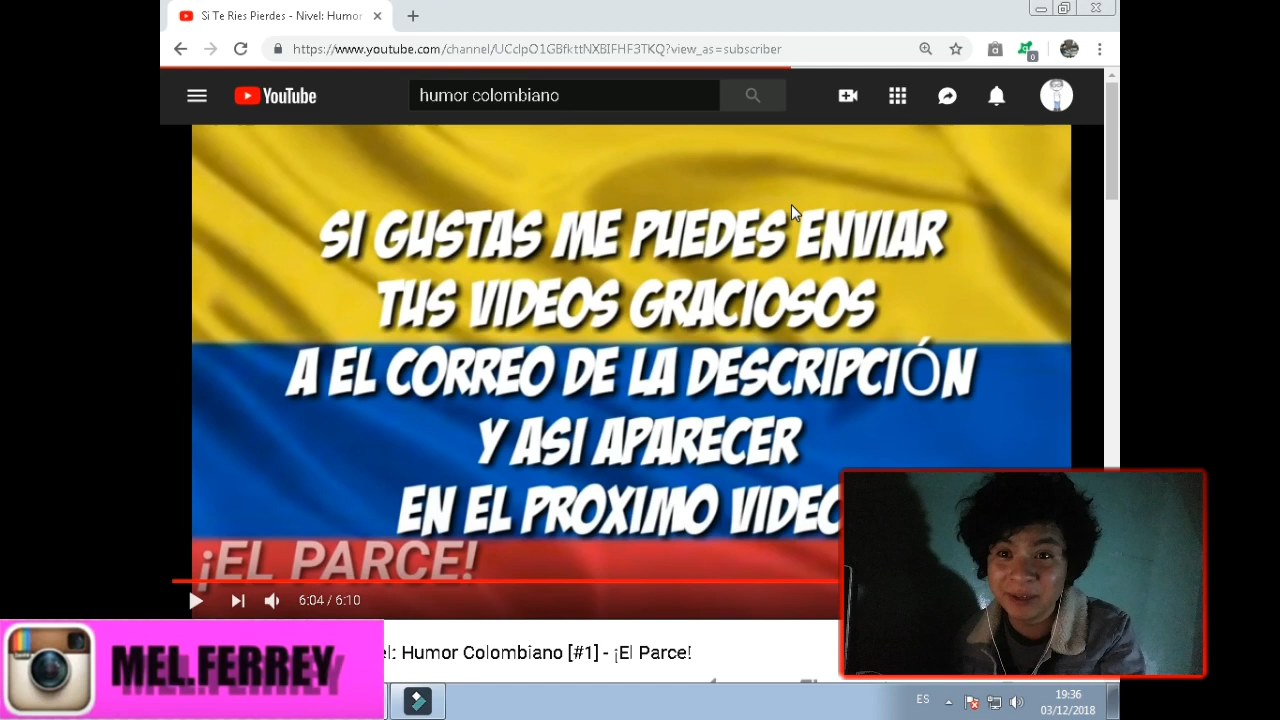 Si Te Ries Pierdes - Nivel: Humor
https://www.youtube.com/channel/UCclpO1GBfkttNXBIFHF3TKQ?view_as=subscriber
0
YouTube
humor colombiano
SI GUSTAS ME PUEDES ENVIAR
TUS VIDEOS GRACIOSOS
A EL CORREO DE LA DESCRIPCIÓN
Y ASI APARECER
EN EL PROXIMO VIDEO
¡EL PARCE!
6:04 / 6:10
el: Humor Colombiano [#1] - ¡El Parce!
MEL.FERREY
ES
19:36
03/12/2018